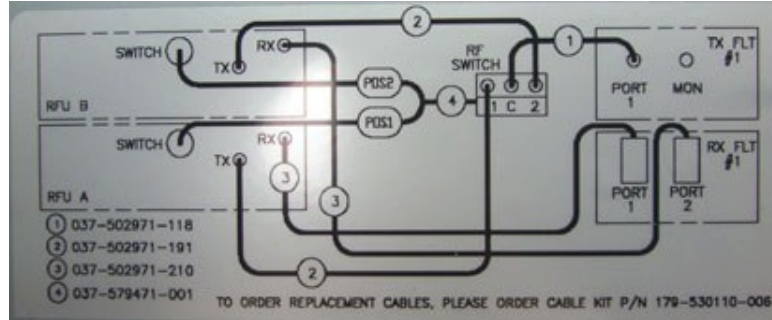 2
1
SWITCH
RX
TX
RF SWITCH
TX FLT #1
POS2
PORT 1
MON
RFU B
1 C 2
4
POS1
SWITCH
RX
TX
RX FLT #1
3
3
PORT 1
PORT 2
RFU A
1 037-502971-118
2 037-502971-191
3 037-502971-210
4 037-579471-001
2
TO ORDER REPLACEMENT CABLES, PLEASE ORDER CABLE KIT P/N 179-530110-006